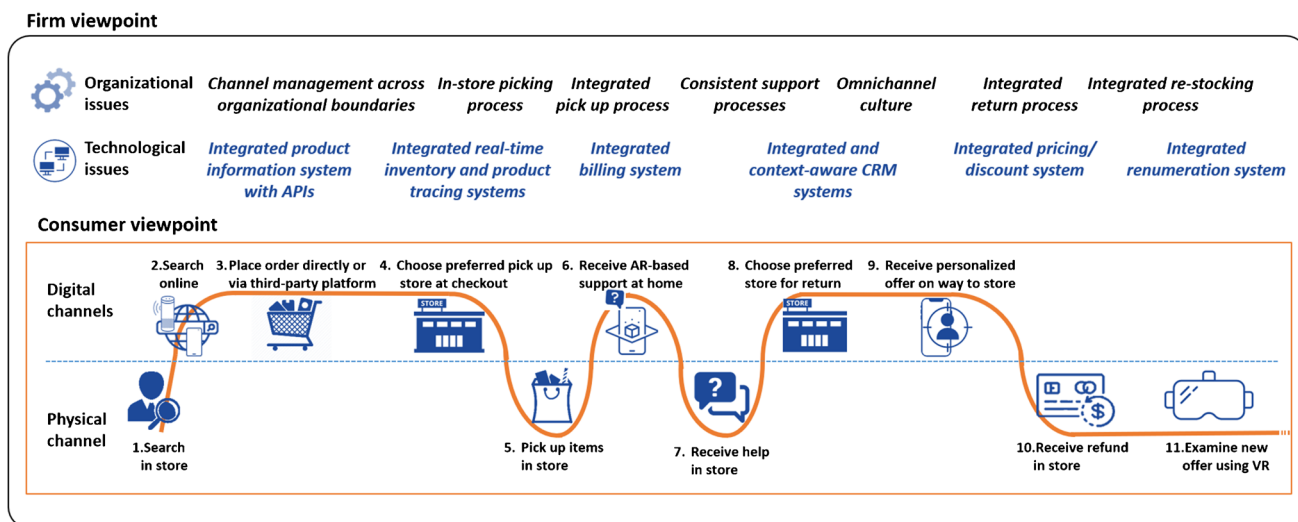 Firm viewpoint
Organizational
issues
Channel management across
organizational boundaries
In-store picking
process
Integrated
pick up process
Consistent support
processes
Omnichannel
culture
Integrated
return process
Integrated re-stocking
process
Technological
issues
Integrated product
information system
with APIs
Integrated real-time
inventory and product
tracing systems
Integrated
billing system
Integrated and
context-aware CRM
systems
Integrated pricing/
discount system
Integrated
renumeration system
Consumer viewpoint
Digital
channels
2. Search
online
3. Place order directly or
via third-party platform
4. Choose preferred pick up
store at checkout
STORE
6. Receive AR-based
support at home
?
8. Choose preferred
store for return
STORE
9. Receive personalized
offer on way to store
Physical
channel
1. Search
in store
5. Pick up items
in store
?
7. Receive help
in store
$
10. Receive refund
in store
11. Examine new
offer using VR